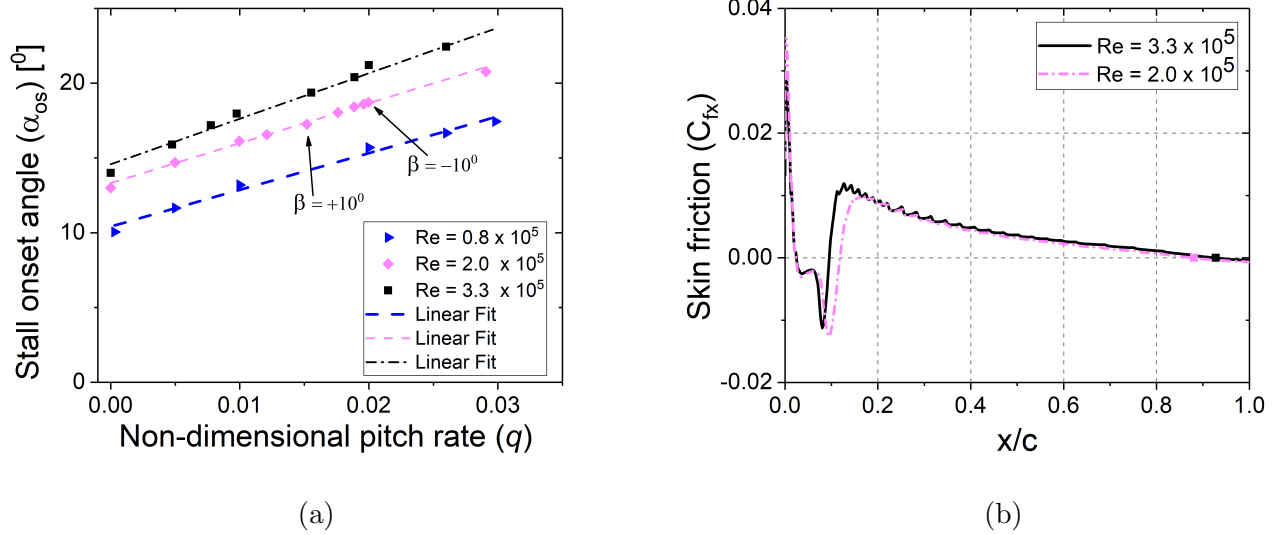 Stall onset angle (αos) [0]
20
10
0
0.00 0.01 0.02 0.03
Non-dimensional pitch rate (q)
β = +10⁰
β = −10⁰
Re = 0.8 x 10⁵
Re = 2.0 x 10⁵
Re = 3.3 x 10⁵
Linear Fit
Linear Fit
Linear Fit
(a)
Skin friction (Cfx)
0.04
0.02
0.00
-0.02
0.0 0.2 0.4 0.6 0.8 1.0
x/c
Re = 3.3 x 10⁵
Re = 2.0 x 10⁵
(b)